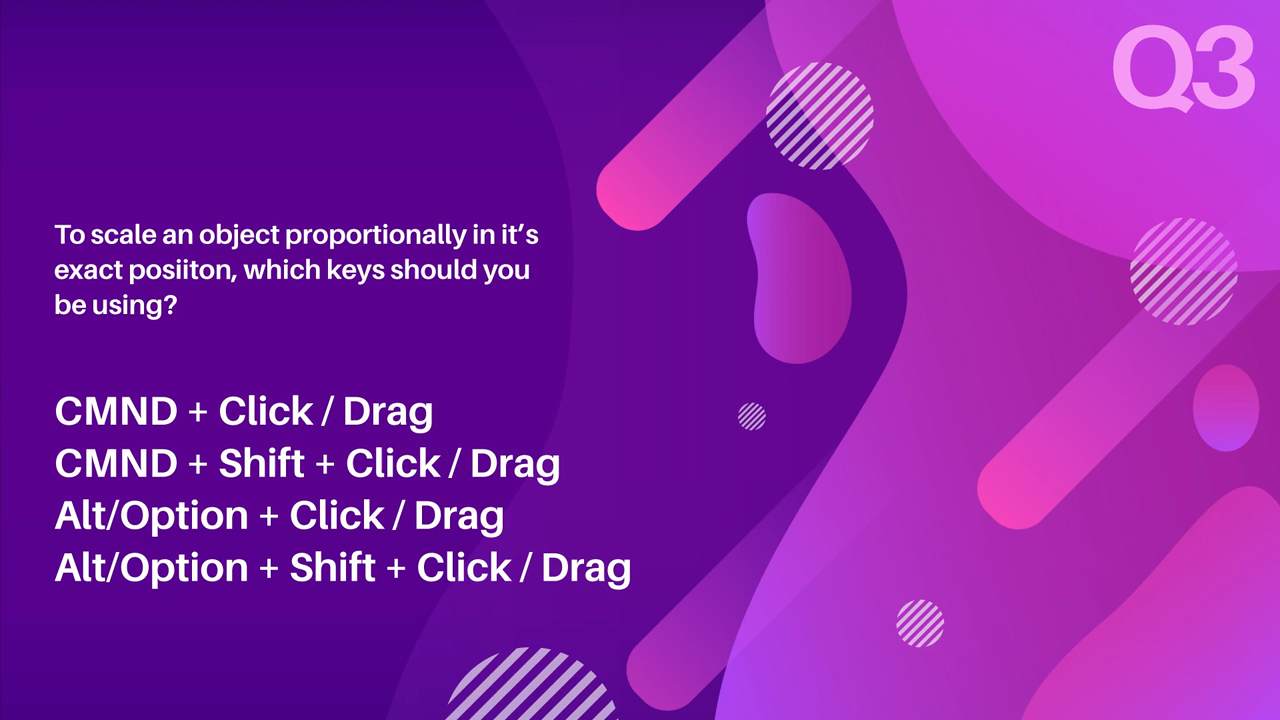 Q3
To scale an object proportionally in it’s
exact posiiton, which keys should you
be using?
CMND + Click / Drag
CMND + Shift + Click / Drag
Alt/Option + Click / Drag
Alt/Option + Shift + Click / Drag